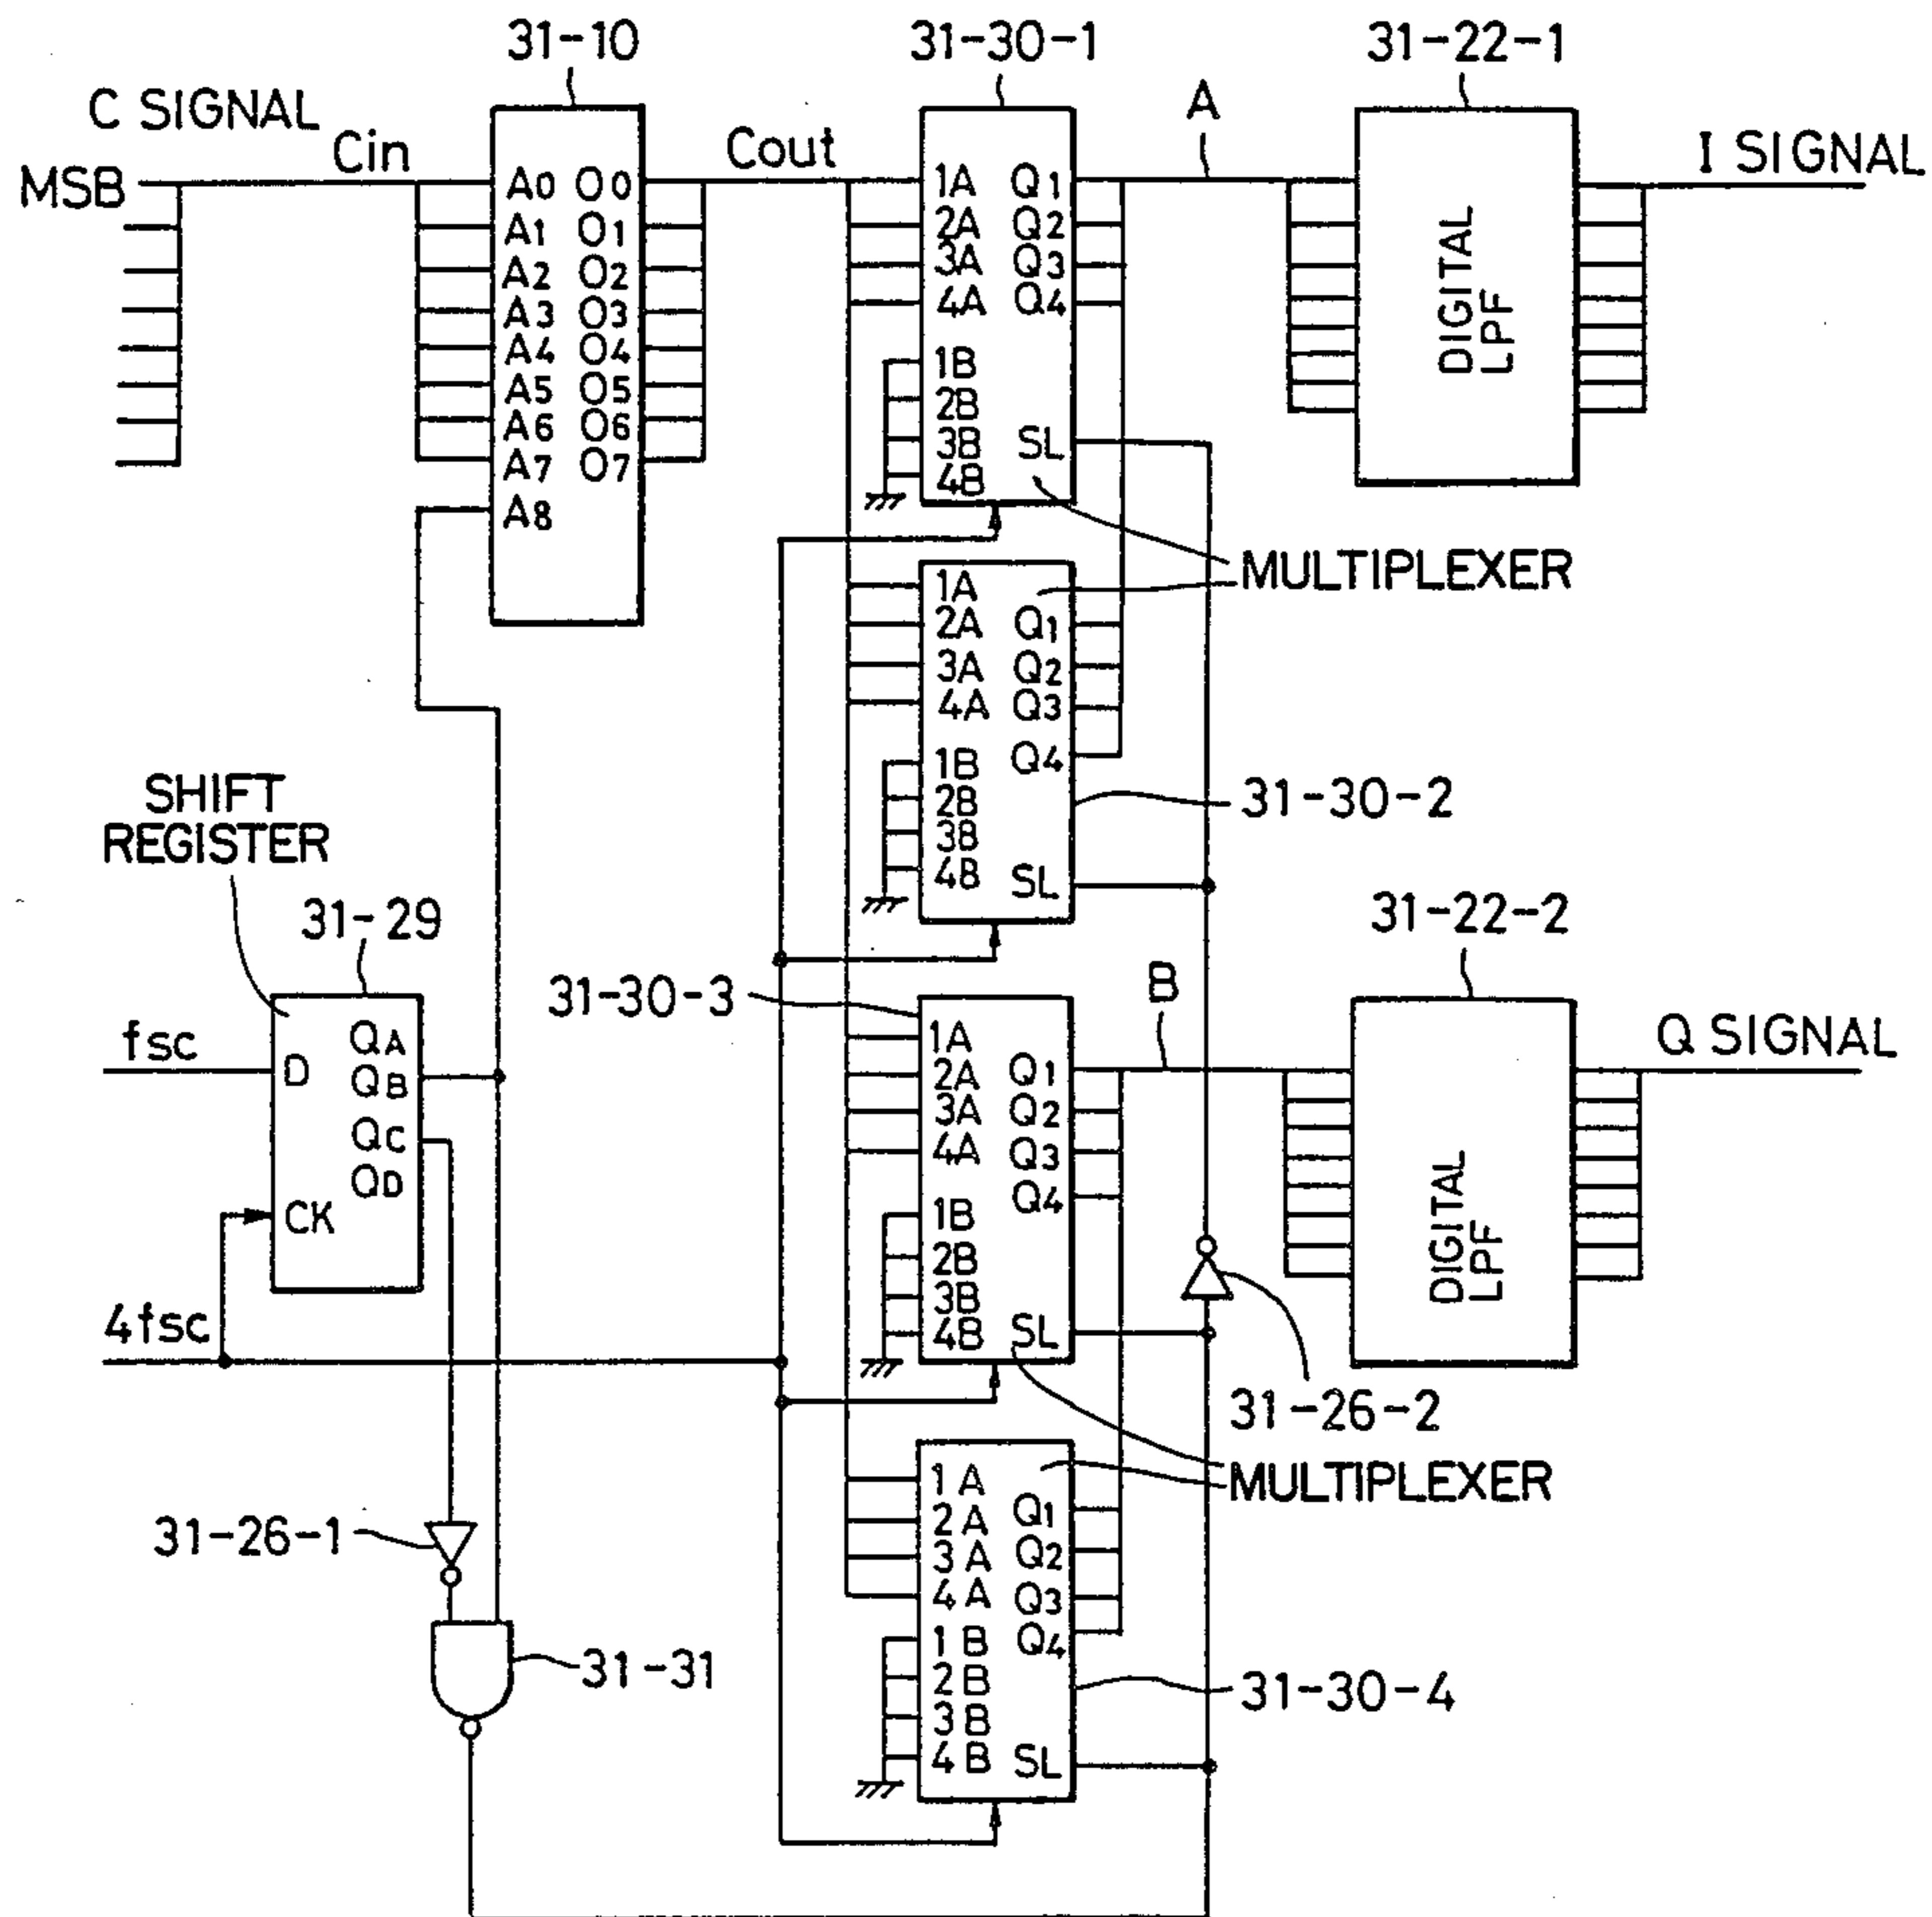 31-10
31-30-1
31-22-1
C SIGNAL
Cin
Cout
A
I SIGNAL
MSB
A0 O0
A1 O1
A2 O2
A3 O3
A4 O4
A5 O5
A6 O6
A7 O7
A8
1A Q1
2A Q2
3A Q3
4A Q4
1B
2B
3B SL
4B
DIGITAL
LPF
MULTIPLEXER
1A
2A Q1
3A Q2
4A Q3
1B Q4
2B
3B
4B SL
31-30-2
SHIFT
REGISTER
31-29
31-30-3
B
31-22-2
fsc
D
QA
QB
QC
QD
CK
4fsc
1A
2A Q1
3A Q2
4A Q3
Q4
1B
2B
3B
4B SL
DIGITAL
LPF
Q SIGNAL
31-26-2
MULTIPLEXER
31-26-1
31-31
1A
2A Q1
3A Q2
4A Q3
1B Q4
2B
3B
4B SL
31-30-4